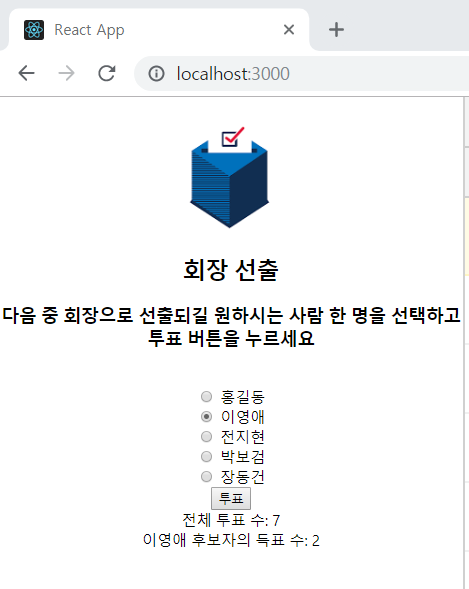 React App
localhost:3000
회장 선출
다음 중 회장으로 선출되길 원하시는 사람 한 명을 선택하고
투표 버튼을 누르세요
홍길동
이영애
전지현
박보검
장동건
투표
전체 투표 수: 7
이영애 후보자의 득표 수: 2